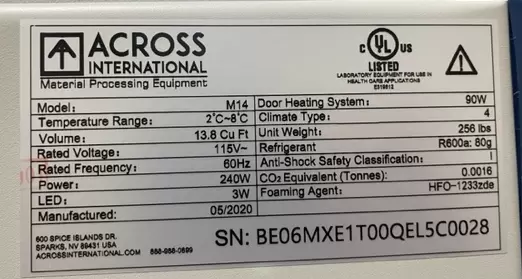 ACROSS
INTERNATIONAL
Material Processing Equipment
C UL US
LISTED
LABORATORY EQUIPMENT FOR USE IN
HEALTH CARE APPLICATIONS
Model: M14
Temperature Range: 2°C~8°C
Volume: 13.8 Cu Ft
Rated Voltage: 115V~
Rated Frequency: 60Hz
Power: 240W
LED: 3W
Manufactured: 05/2020
Door Heating System: 90W
Climate Type: 4
Unit Weight: 256 lbs
Refrigerant R600a: 80g
Anti-Shock Safety Classification: I
CO2 Equivalent (Tonnes): 0.0016
Foaming Agent: HFO-1233zde
600 SPICE ISLANDS DR.
SPARKS, NV 89431 USA
ACROSSINTERNATIONAL.COM 888-988-0899
SN: BE06MXE1T00QEL5C0028